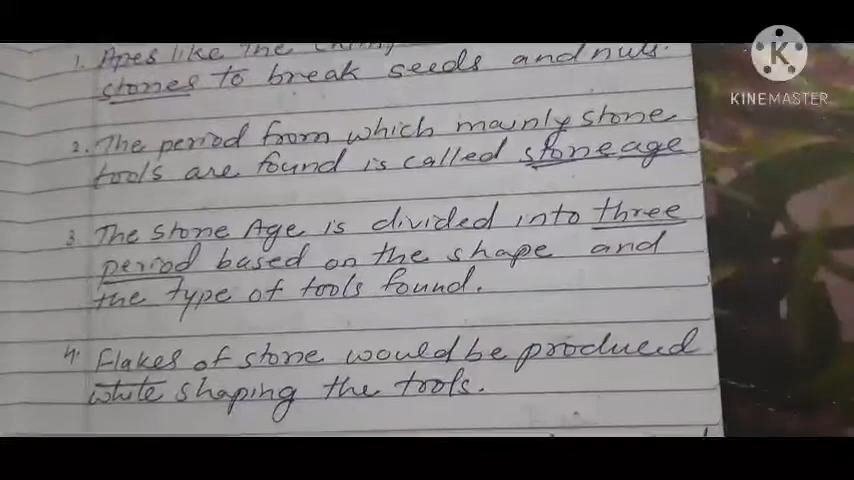 1. Apes like the
stones to break seeds and nuts.
2. The period from which mainly stone
tools are found is called stone age
3 The Stone Age is divided into three
period based on the shape and
the type of tools found.
4. Flakes of stone would be produced
while shaping the tools.
K
KINEMASTER